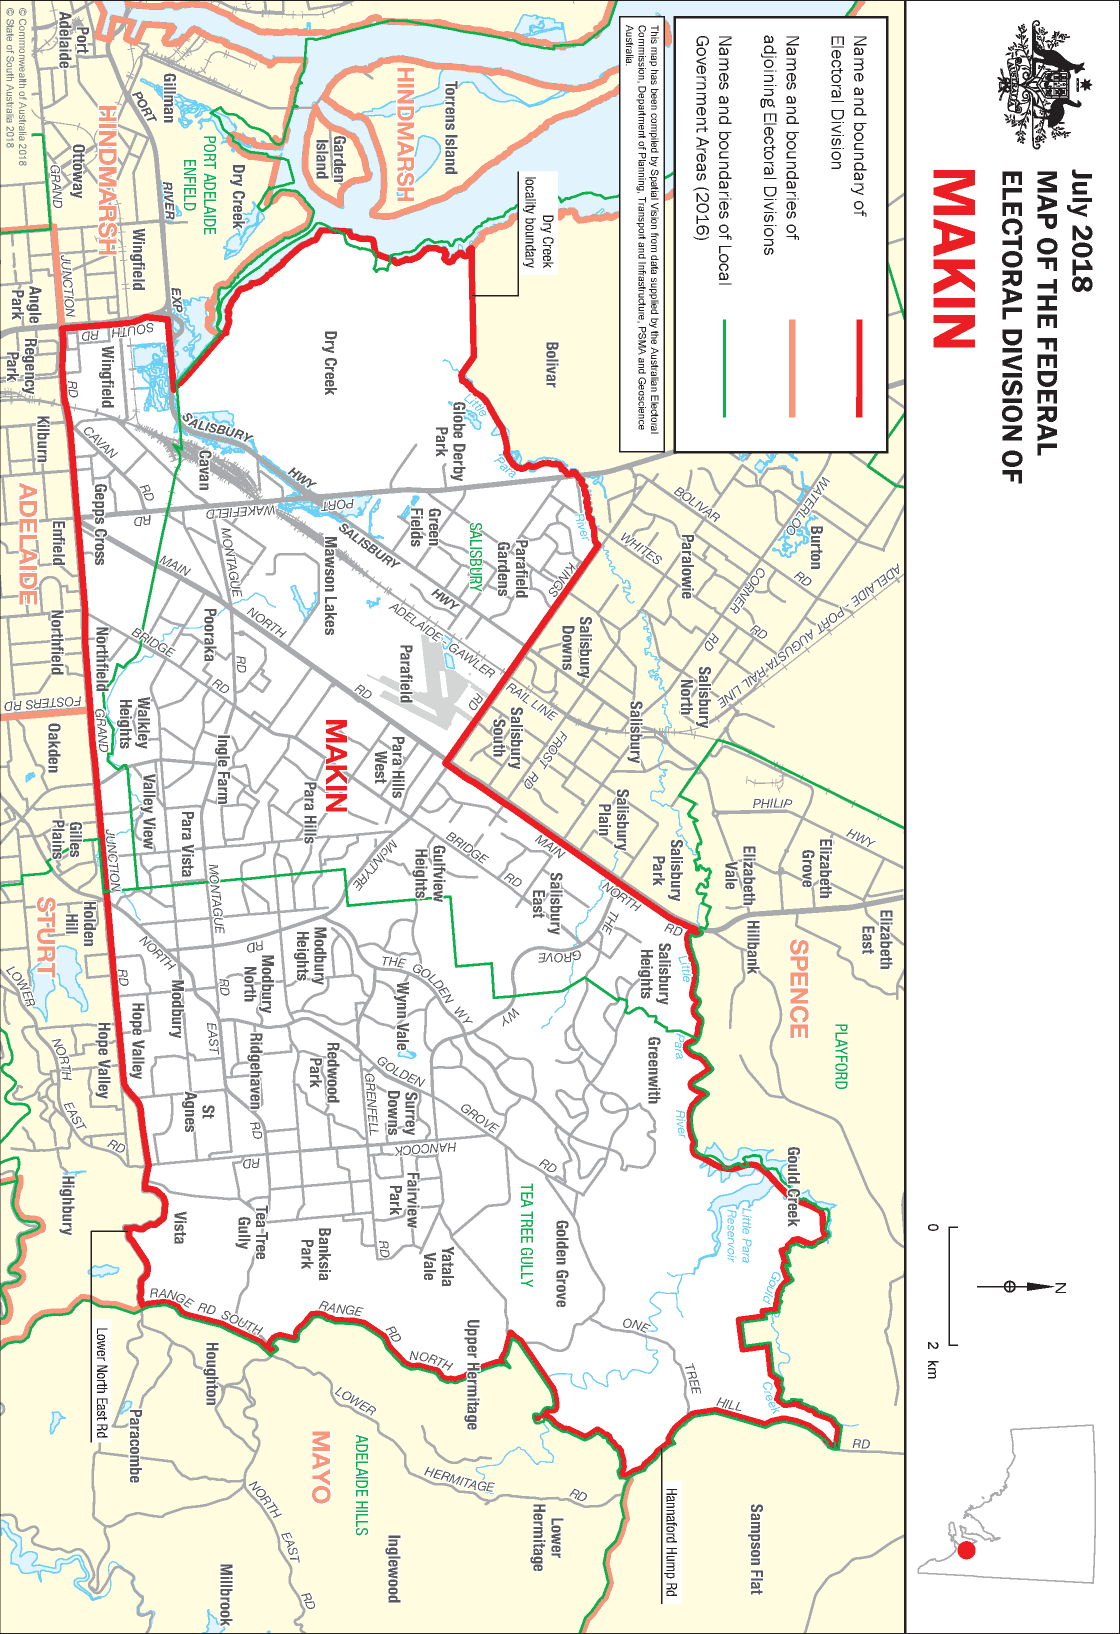 July 2018
MAP OF THE FEDERAL
ELECTORAL DIVISION OF
MAKIN
0 2 km
N
Name and boundary of
Electoral Division
Names and boundaries of
adjoining Electoral Divisions
Names and boundaries of Local
Government Areas (2016)
This map has been compiled by Spatial Vision from data supplied by the Australian Electoral
Commission, Department of Planning, Transport and Infrastructure, PSMA and Geoscience
Australia.
Dry Creek
locality boundary
Bolivar
Torrens Island
HINDMARSH
Garden
Island
Dry Creek
PORT ADELAIDE
ENFIELD
Gillman
Port
Adelaide
HINDMARSH
Ottoway
Wingfield
PORT
RIVER
EXP
GRAND
JUNCTION
RD
Angle
Park
Regency
Park
SOUTH
RD
Wingfield
Kilburn
ADELAIDE
Enfield
Northfield
Oakden
Gilles
Plains
Holden
Hill
STURT
Dry Creek
Globe Derby
Park
Little
Para
River
Cavan
CAVAN
RD
Gepps Cross
SALISBURY
HWY
PORT
WAKEFIELD
RD
SALISBURY
HWY
Green
Fields
SALISBURY
Parafield
Gardens
KINGS
RD
Mawson Lakes
MAIN
NORTH
RD
MONTAGUE
RD
Pooraka
BRIDGE
RD
ADELAIDE - GAWLER
RAIL LINE
Parafield
Northfield
GRAND
FOSTERS RD
Walkley
Heights
Valley View
Ingle Farm
MAKIN
Para Hills
West
Para Hills
Para Vista
JUNCTION
RD
BOLIVAR
WATERLOO
Burton
RD
CORNER
RD
WHITES
RD
Paralowie
ADELAIDE - PORT AUGUSTA RAIL LINE
Salisbury
Downs
Salisbury
North
Salisbury
Salisbury
South
FROST
RD
Salisbury
Plain
Salisbury
Park
PHILIP
HWY
Elizabeth
Grove
Elizabeth
Vale
Elizabeth
East
Hillbank
SPENCE
PLAYFORD
BRIDGE
RD
MAIN
NORTH
RD
McINTYRE
Gulfview
Heights
Salisbury
East
THE
GROVE
WY
Salisbury
Heights
Little
Para
River
Greenwith
MONTAGUE
RD
Modbury
Heights
Modbury
North
Modbury
THE GOLDEN WY
Wynn Vale
GOLDEN
GROVE
RD
Surrey
Downs
GRENFELL
RD
Redwood
Park
Ridgehaven
NORTH
EAST
RD
RD
Hope Valley
Hope Valley
St
Agnes
LOWER
NORTH
EAST
RD
Highbury
HANCOCK
RD
Fairview
Park
Yatala
Vale
Banksia
Park
Tea Tree
Gully
Vista
TEA TREE GULLY
Golden Grove
Gould Creek
Little Para
Reservoir
Gould
Creek
ONE
TREE
HILL
RD
RANGE RD SOUTH
RANGE
RD
NORTH
Upper Hermitage
Houghton
Lower North East Rd
Paracombe
MAYO
ADELAIDE HILLS
LOWER
HERMITAGE
RD
Lower
Hermitage
Inglewood
NORTH
EAST
RD
Millbrook
Hannaford Hump Rd
Sampson Flat
© Commonwealth of Australia 2018
© State of South Australia 2018